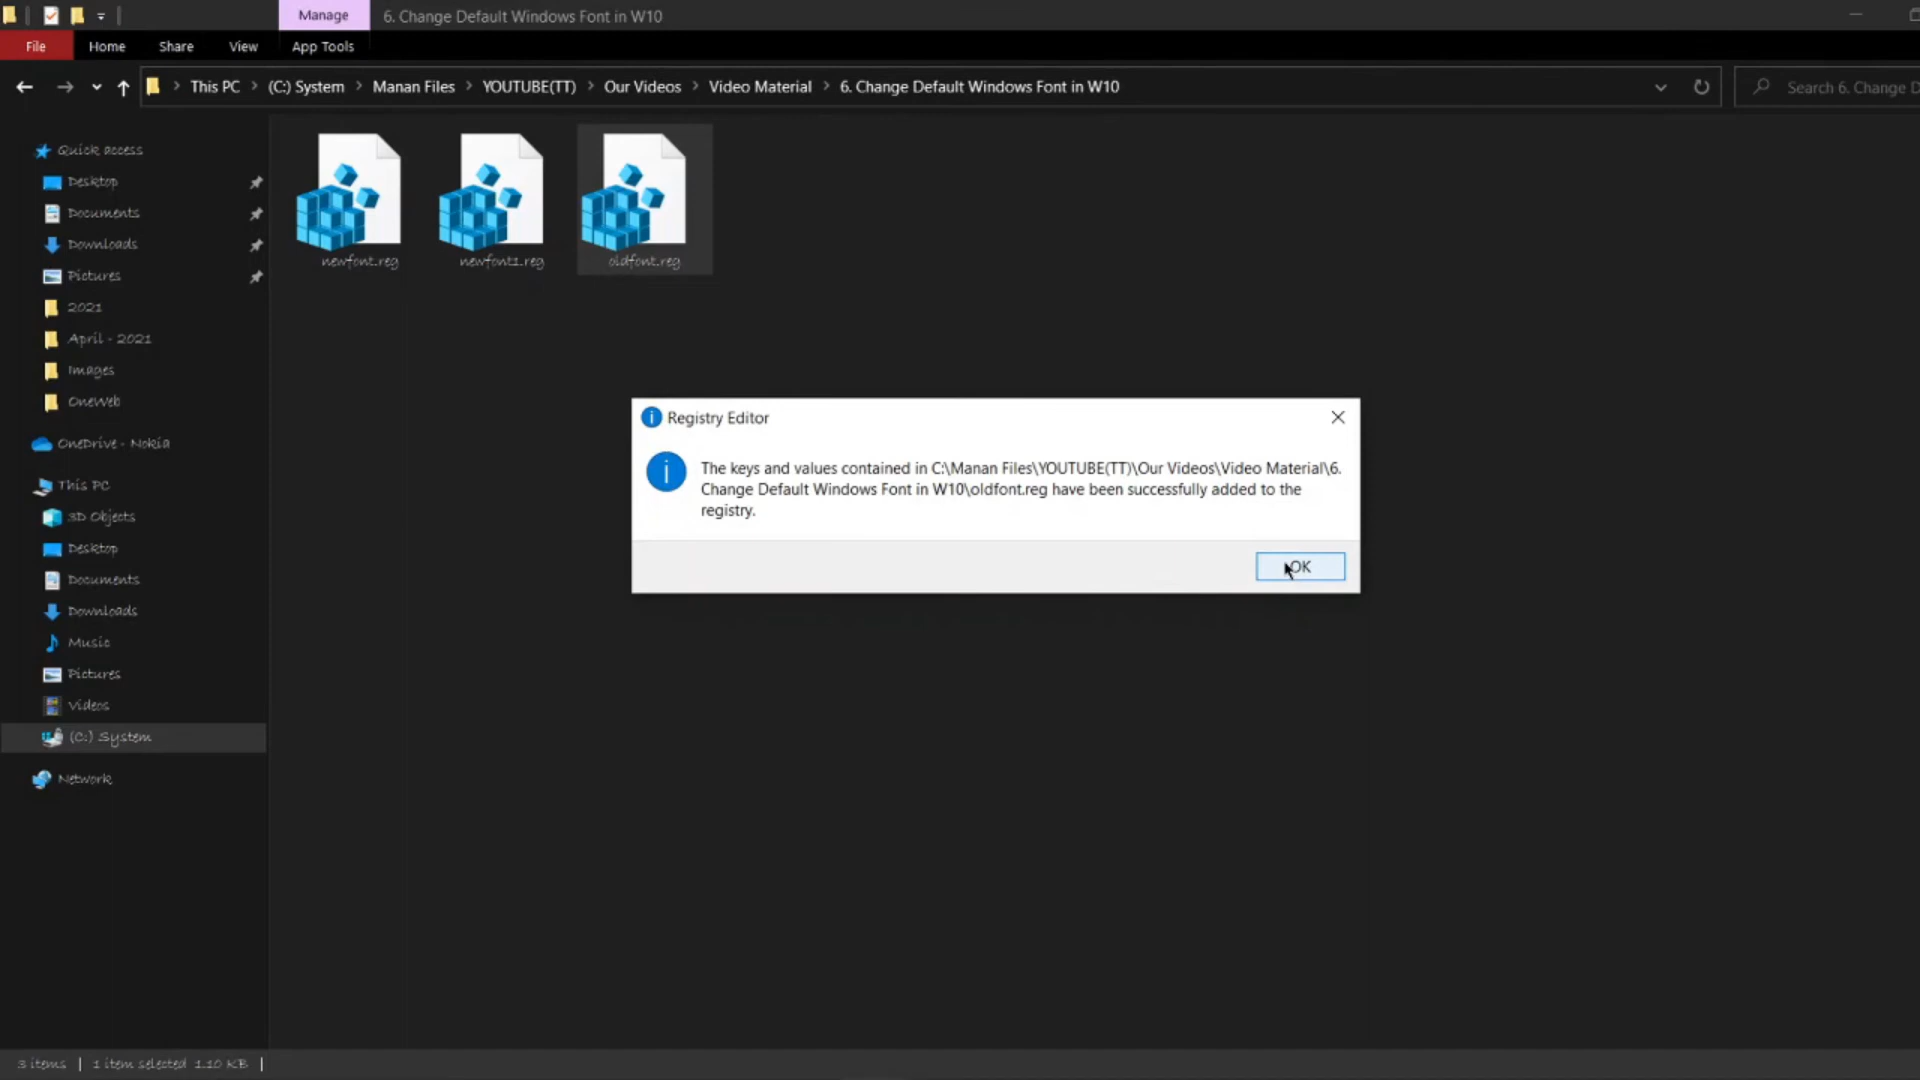 Manage
6. Change Default Windows Font in W10
File
Home
Share
View
App Tools
This PC
(C:) System
Manan Files
YOUTUBE(TT)
Our Videos
Video Material
6. Change Default Windows Font in W10
Search 6. Change D
Quick access
Desktop
Documents
Downloads
Pictures
2021
April - 2021
Images
OneWeb
OneDrive - Nokia
This PC
3D Objects
Desktop
Documents
Downloads
Music
Pictures
Videos
(C:) System
Network
newfont.reg
newfont1.reg
oldfont.reg
Registry Editor
The keys and values contained in C:\Manan Files\YOUTUBE(TT)\Our Videos\Video Material\6.
Change Default Windows Font in W10\oldfont.reg have been successfully added to the
registry.
OK
3 items
1 item selected 1.10 KB